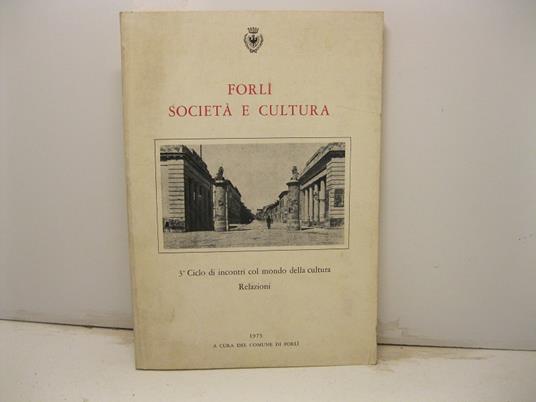 FORLÌ
SOCIETÀ E CULTURA
3° Ciclo di incontri col mondo della cultura
Relazioni
1975
A CURA DEL COMUNE DI FORLÌ